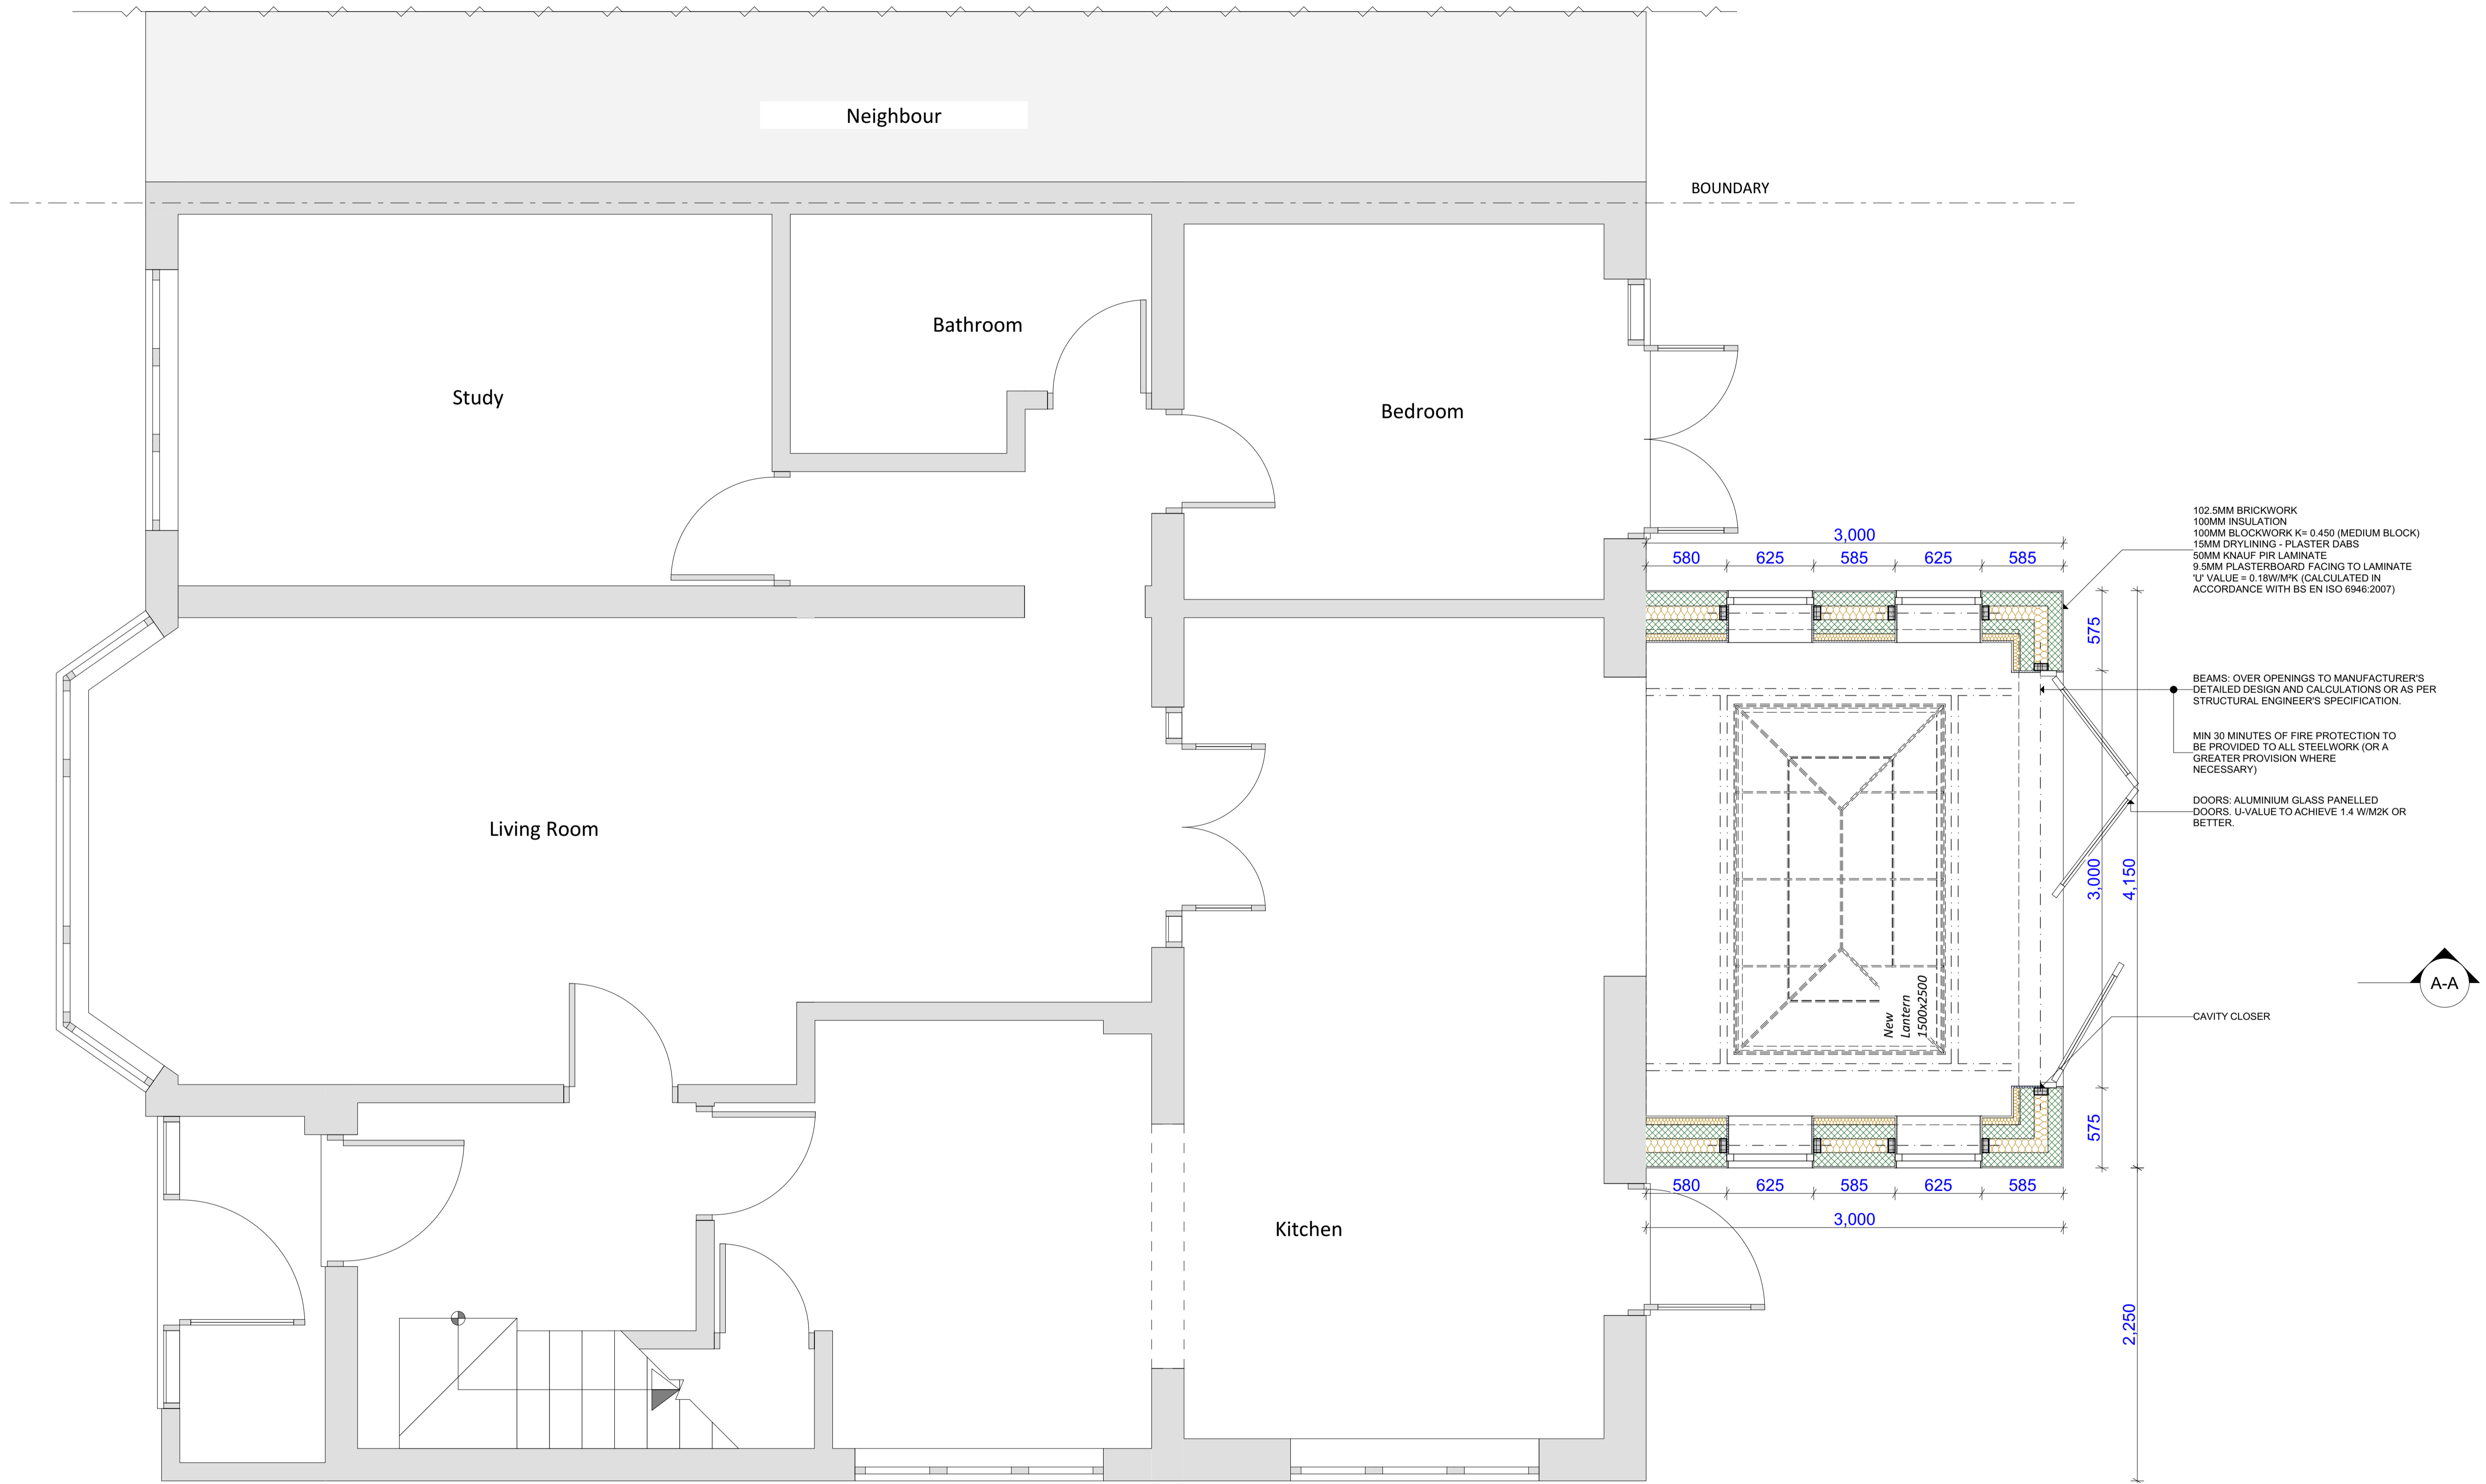 Neighbour
BOUNDARY
Bathroom
Study
Bedroom
3,000
580 625 585 625 585
102.5MM BRICKWORK
100MM INSULATION
100MM BLOCKWORK K= 0.450 (MEDIUM BLOCK)
15MM DRYLINING - PLASTER DABS
50MM KNAUF PIR LAMINATE
9.5MM PLASTERBOARD FACING TO LAMINATE
'U' VALUE = 0.18W/M²K (CALCULATED IN
ACCORDANCE WITH BS EN ISO 6946:2007)
575
BEAMS: OVER OPENINGS TO MANUFACTURER'S
DETAILED DESIGN AND CALCULATIONS OR AS PER
STRUCTURAL ENGINEER'S SPECIFICATION.
MIN 30 MINUTES OF FIRE PROTECTION TO
BE PROVIDED TO ALL STEELWORK (OR A
GREATER PROVISION WHERE
NECESSARY)
DOORS: ALUMINIUM GLASS PANELLED
DOORS. U-VALUE TO ACHIEVE 1.4 W/M2K OR
BETTER.
Living Room
3,000
4,150
A-A
New
Lantern
1500x2500
CAVITY CLOSER
575
580 625 585 625 585
3,000
Kitchen
2,250